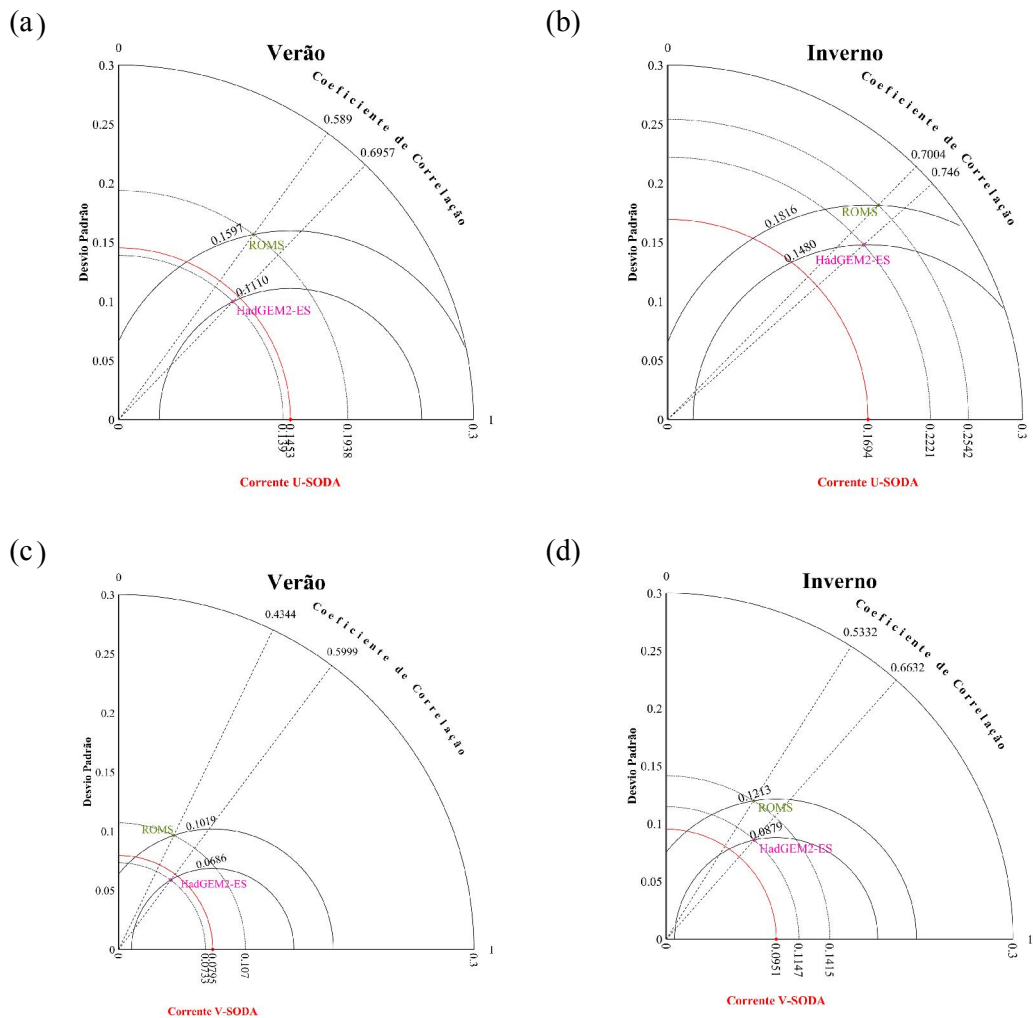 (a)
Verão
0
0.3
0.25
0.2
0.15
0.1
0.05
0
Desvio Padrão
Coeficiente de Correlação
0.589
0.6957
0.1597
ROMS
0.1110
HadGEM2-ES
0
0.139
0.1453
0.1938
0.3
1
Corrente U-SODA
(b)
Inverno
0
0.3
0.25
0.2
0.15
0.1
0.05
0
Desvio Padrão
Coeficiente de Correlação
0.7004
0.746
0.1816
ROMS
0.1480
HadGEM2-ES
0
0.1694
0.2221
0.2542
0.3
1
Corrente U-SODA
(c)
Verão
0
0.3
0.25
0.2
0.15
0.1
0.05
0
Desvio Padrão
Coeficiente de Correlação
0.4344
0.5999
0.1019
ROMS
0.0686
HadGEM2-ES
0
0.0733
0.0795
0.107
0.3
1
Corrente V-SODA
(d)
Inverno
0
0.3
0.25
0.2
0.15
0.1
0.05
0
Desvio Padrão
Coeficiente de Correlação
0.5332
0.6632
0.1213
ROMS
0.0879
HadGEM2-ES
0
0.0951
0.1147
0.1415
0.3
1
Corrente V-SODA